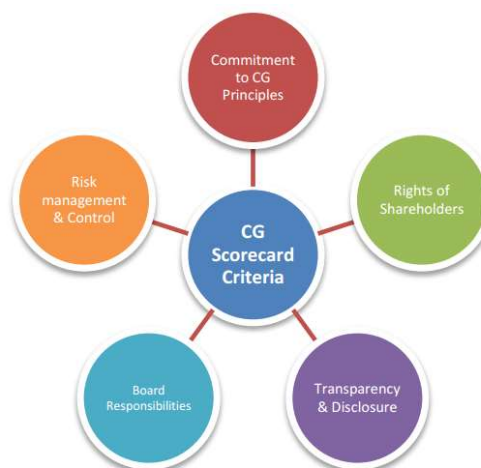 Commitment
to CG
Principles
Risk
management
& Control
Rights of
Shareholders
CG
Scorecard
Criteria
Board
Responsibilities
Transparency
& Disclosure